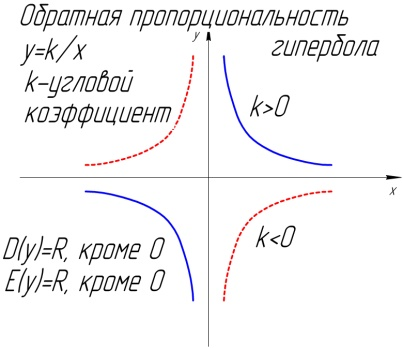 Обратная пропорциональность
гипербола
y=k/x
k-угловой
коэффициент
y
k>0
x
k<0
D(y)=R, кроме 0
E(y)=R, кроме 0